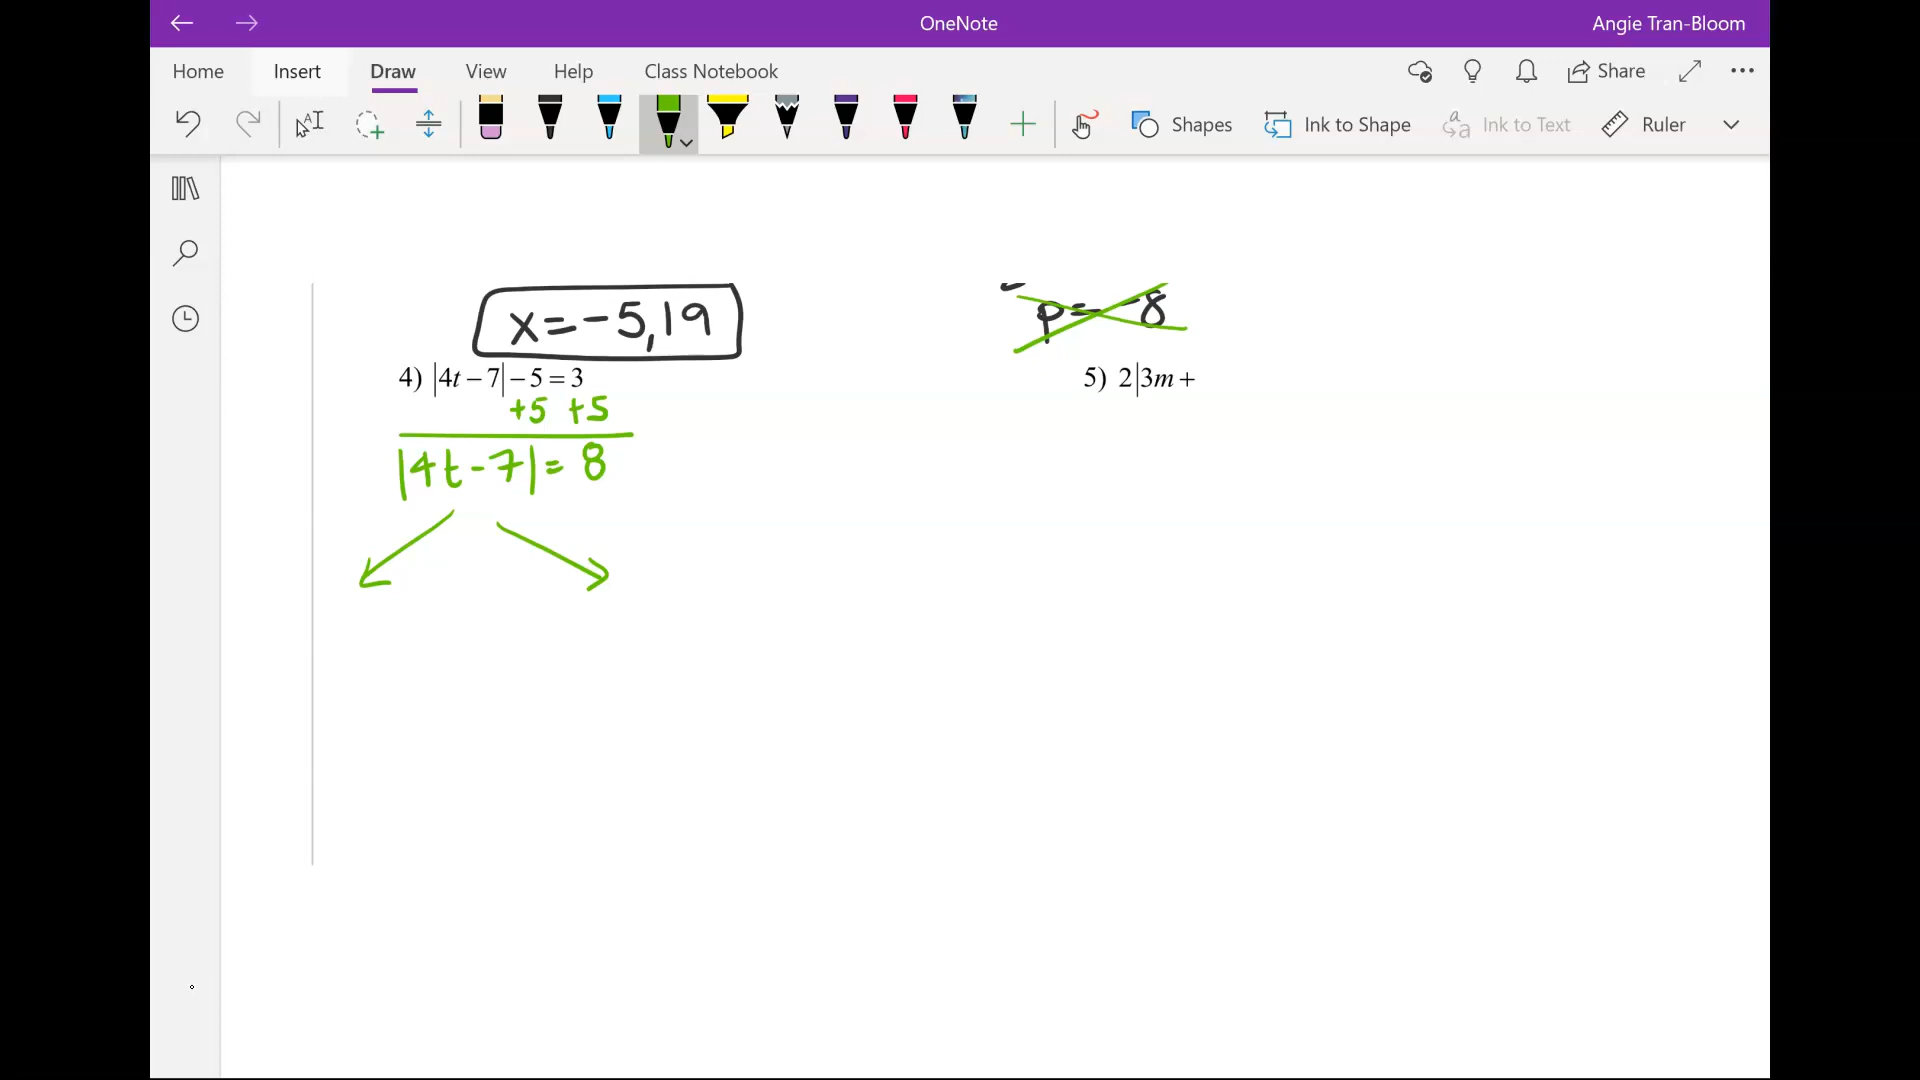 OneNote
Angie Tran-Bloom
Home Insert Draw View Help Class Notebook Share
Shapes Ink to Shape Ink to Text Ruler
x=-5,19
p=-8
4) |4t – 7| – 5 = 3
+5 +5
|4t-7|= 8
5) 2|3m +